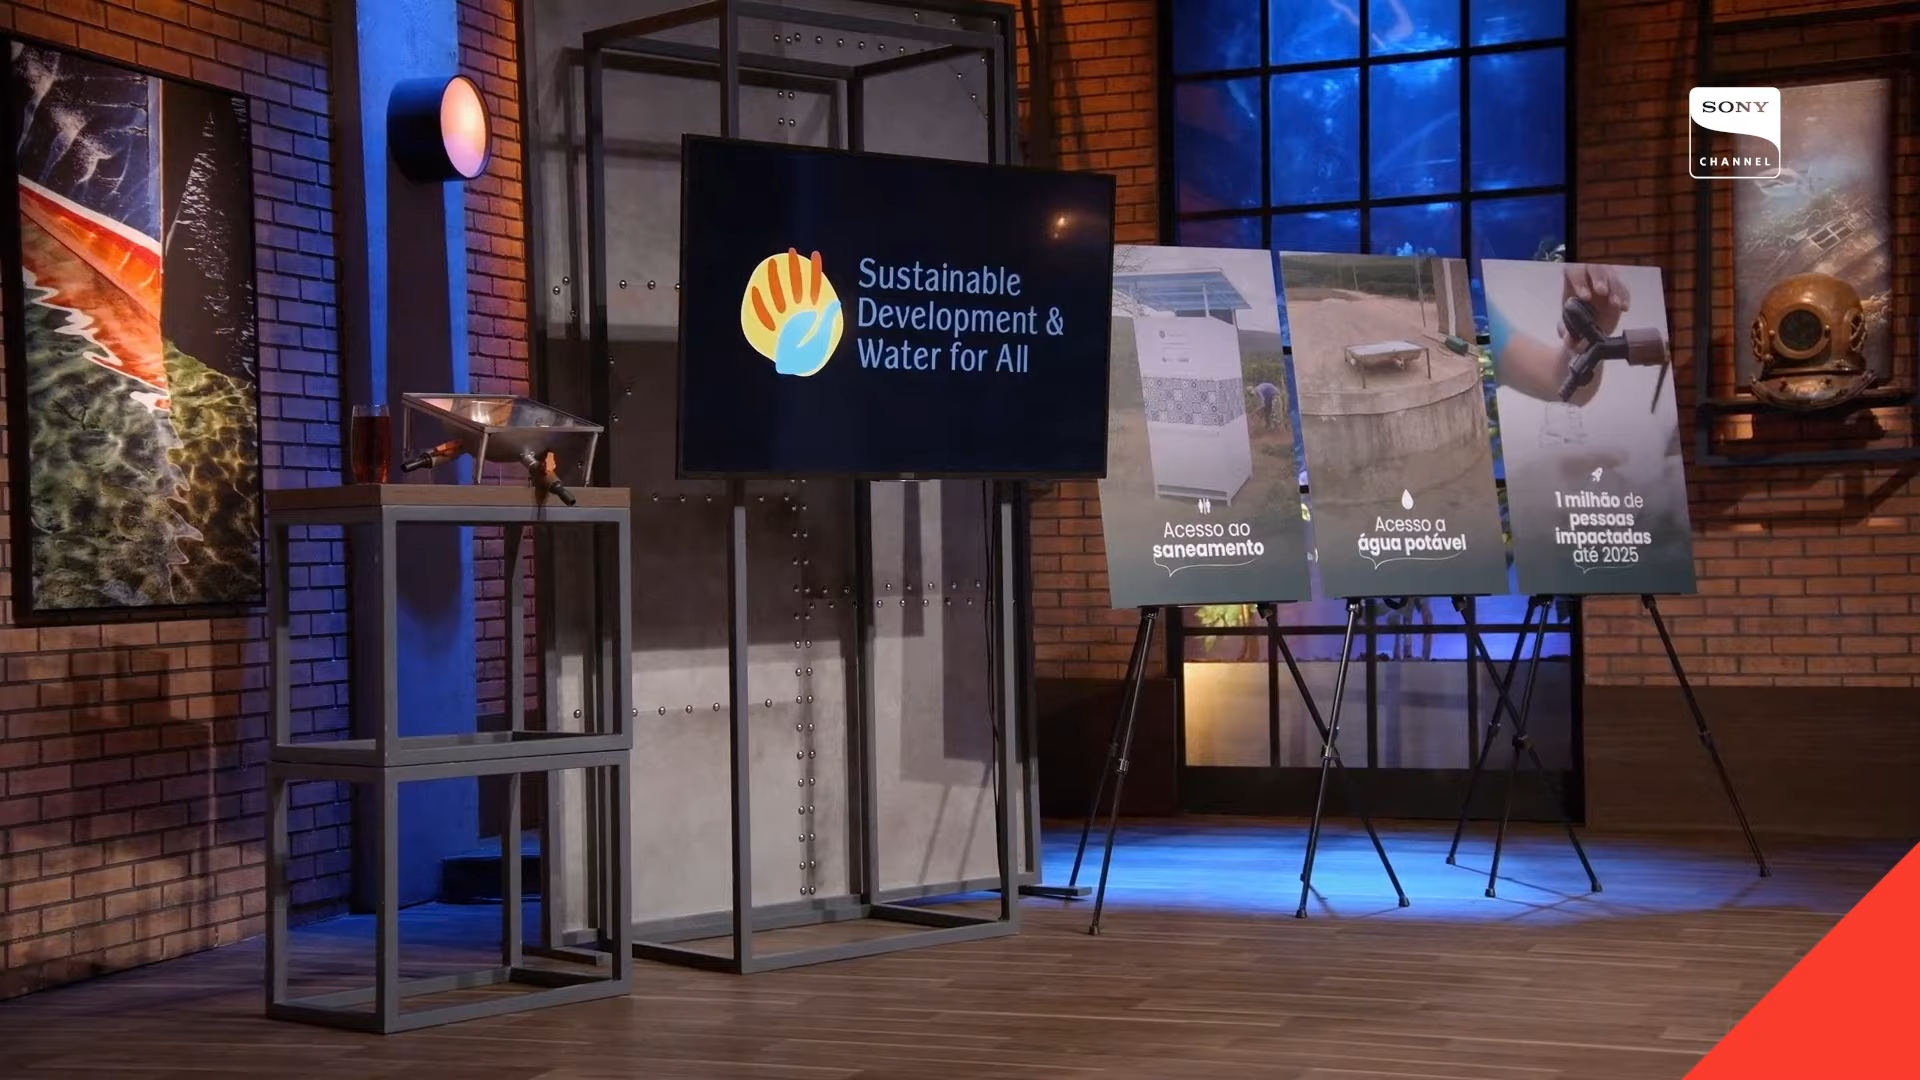 SONY
CHANNEL
Sustainable
Development &
Water for All
Acesso ao
saneamento
Acesso a
água potável
1 milhão de
pessoas
impactadas
até 2025